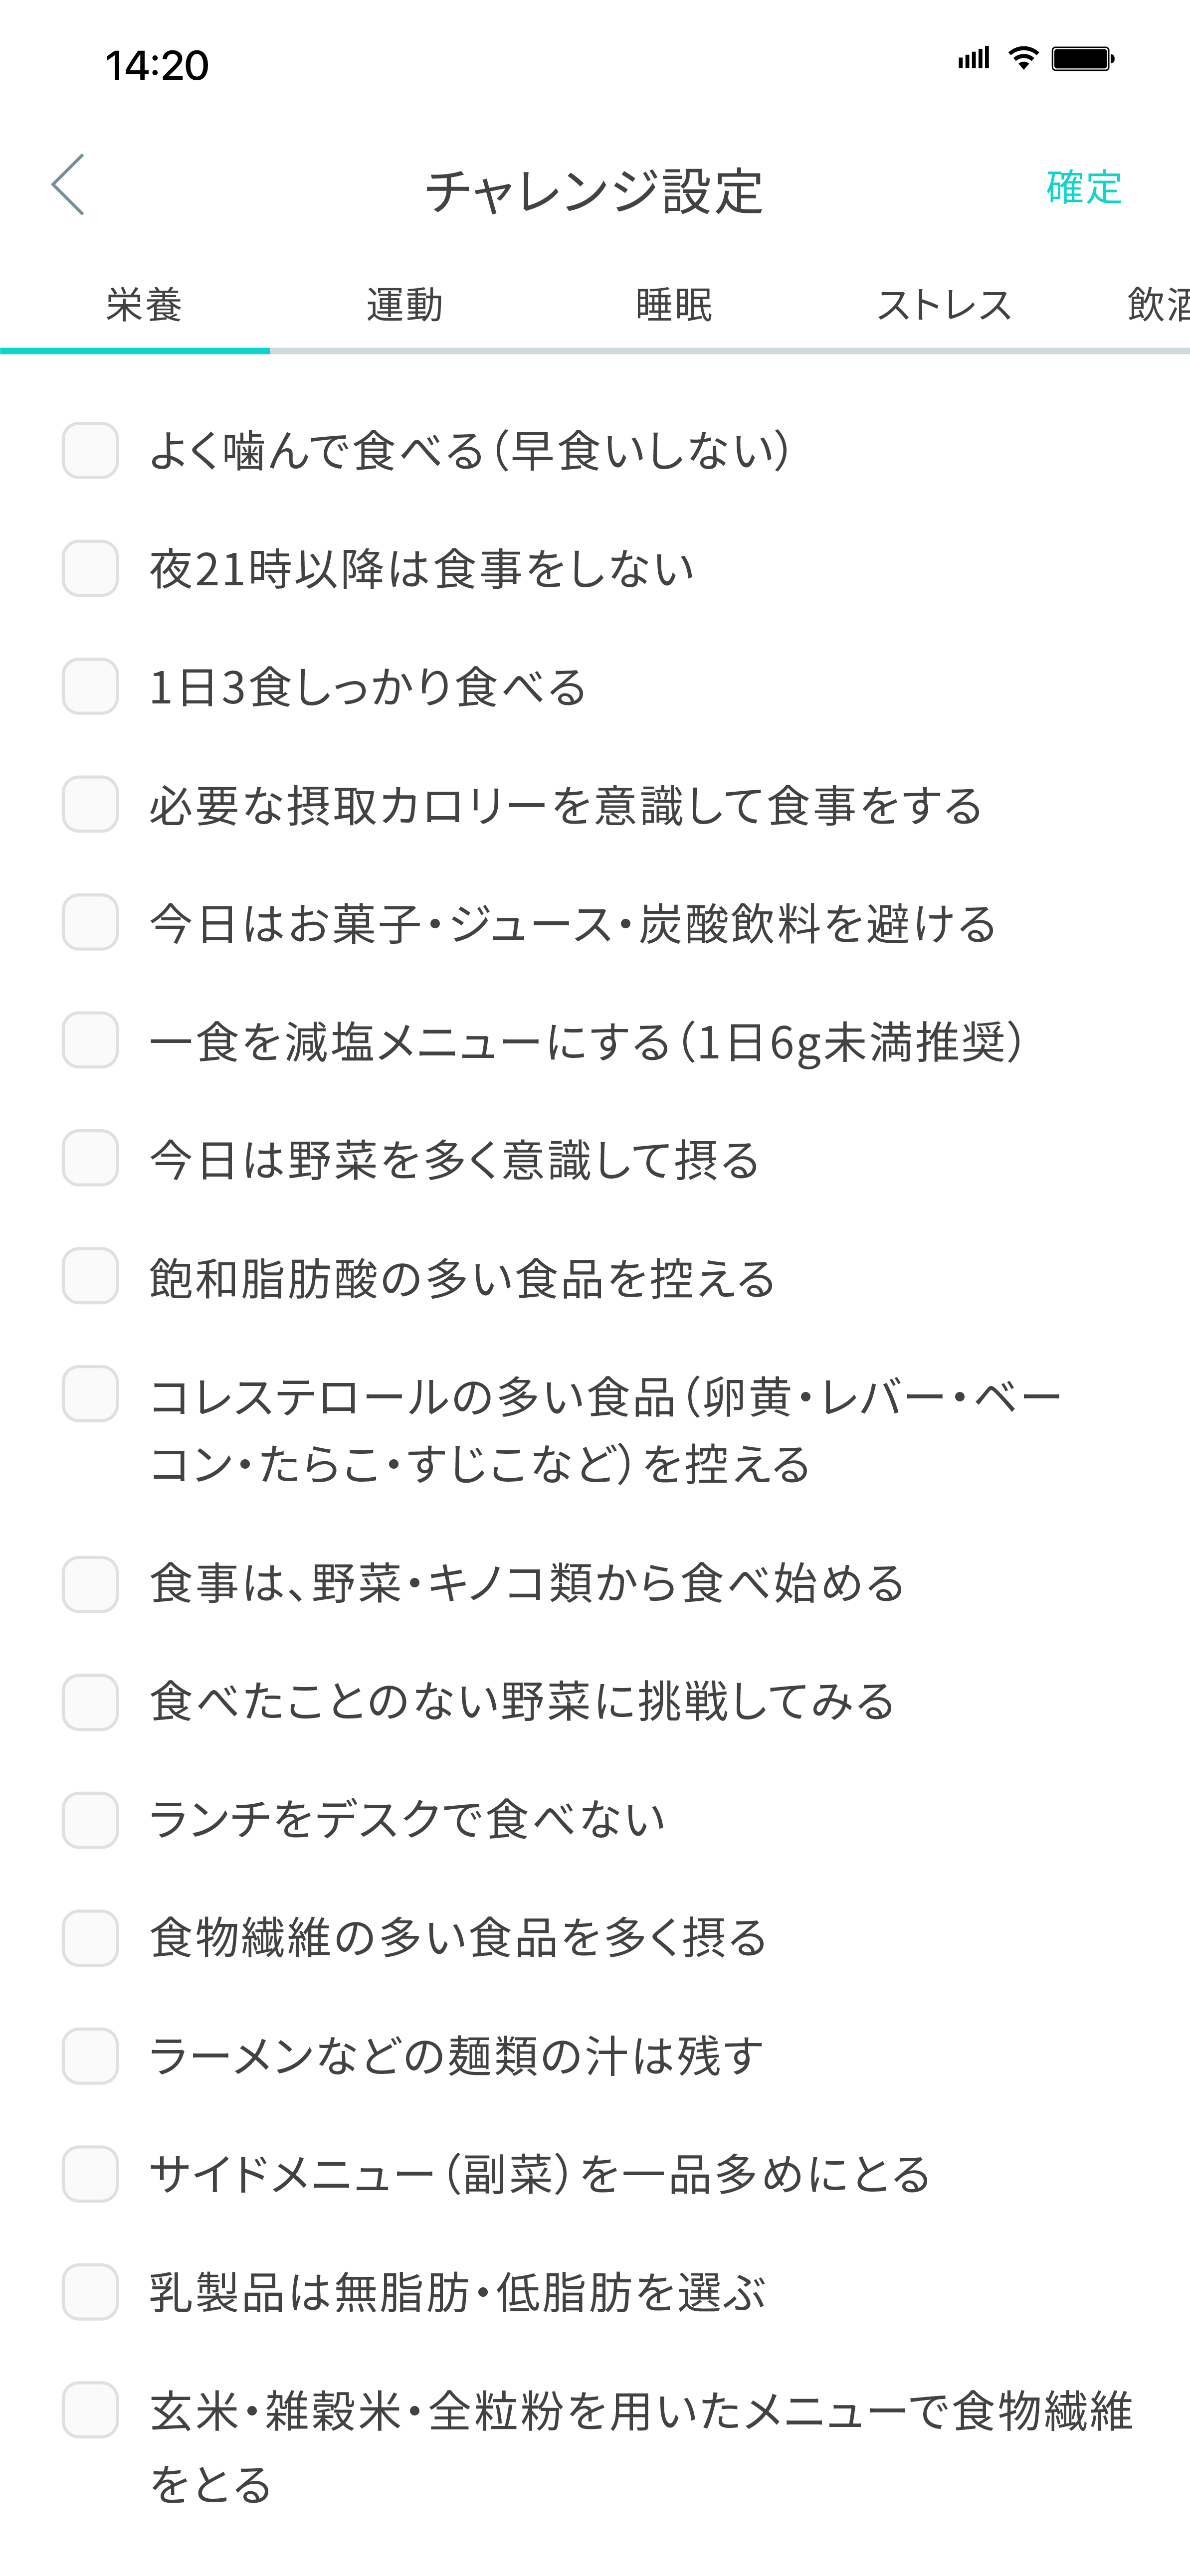 14:20
チャレンジ設定
確定
栄養 運動 睡眠 ストレス 飲酒
よく噛んで食べる（早食いしない）
夜21時以降は食事をしない
1日3食しっかり食べる
必要な摂取カロリーを意識して食事をする
今日はお菓子・ジュース・炭酸飲料を避ける
一食を減塩メニューにする（1日6g未満推奨）
今日は野菜を多く意識して摂る
飽和脂肪酸の多い食品を控える
コレステロールの多い食品（卵黄・レバー・ベー
コン・たらこ・すじこなど）を控える
食事は、野菜・キノコ類から食べ始める
食べたことのない野菜に挑戦してみる
ランチをデスクで食べない
食物繊維の多い食品を多く摂る
ラーメンなどの麺類の汁は残す
サイドメニュー（副菜）を一品多めにとる
乳製品は無脂肪・低脂肪を選ぶ
玄米・雑穀米・全粒粉を用いたメニューで食物繊維
をとる